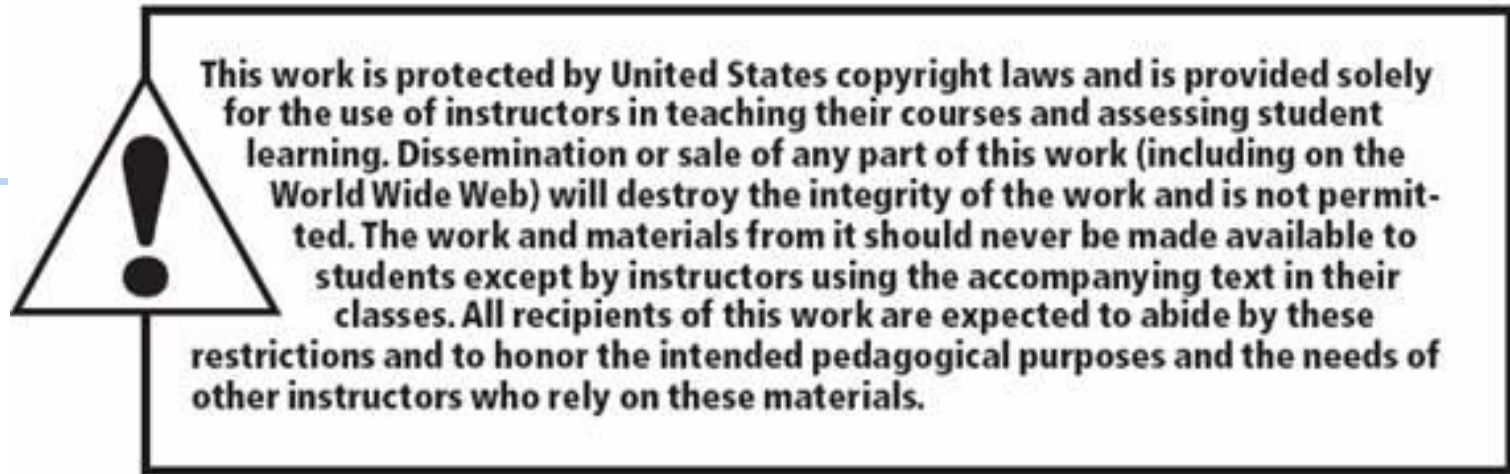 This work is protected by United States copyright laws and is provided solely
for the use of instructors in teaching their courses and assessing student
learning. Dissemination or sale of any part of this work (including on the
World Wide Web) will destroy the integrity of the work and is not permit-
ted. The work and materials from it should never be made available to
students except by instructors using the accompanying text in their
classes. All recipients of this work are expected to abide by these
restrictions and to honor the intended pedagogical purposes and the needs of
other instructors who rely on these materials.